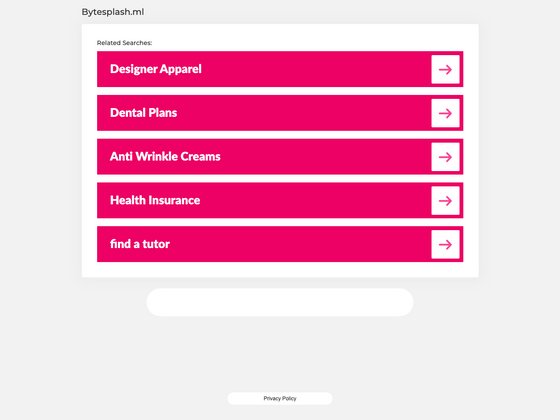 Bytesplash.ml
Related Searches:
Designer Apparel
Dental Plans
Anti Wrinkle Creams
Health Insurance
find a tutor
Privacy Policy